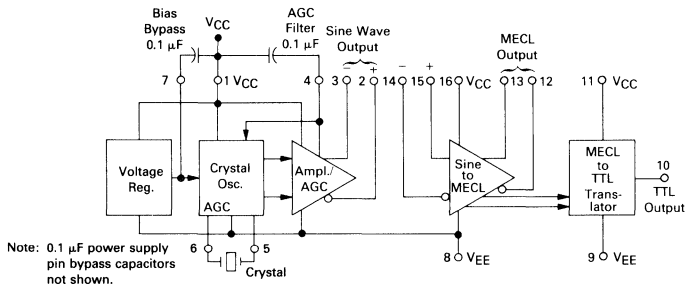 Bias
Bypass
0.1 µF
VCC
AGC
Filter
0.1 µF
Sine Wave
Output
MECL
Output
7
1 VCC
4
3
−
2
+
14
−
15
+
16
VCC
13
12
11
VCC
Voltage
Reg.
Crystal
Osc.
AGC
Ampl./
AGC
Sine
to
MECL
MECL
to
TTL
Trans-
lator
10
TTL
Output
6
5
Crystal
8
VEE
9
VEE
Note: 0.1 µF power supply
pin bypass capacitors
not shown.